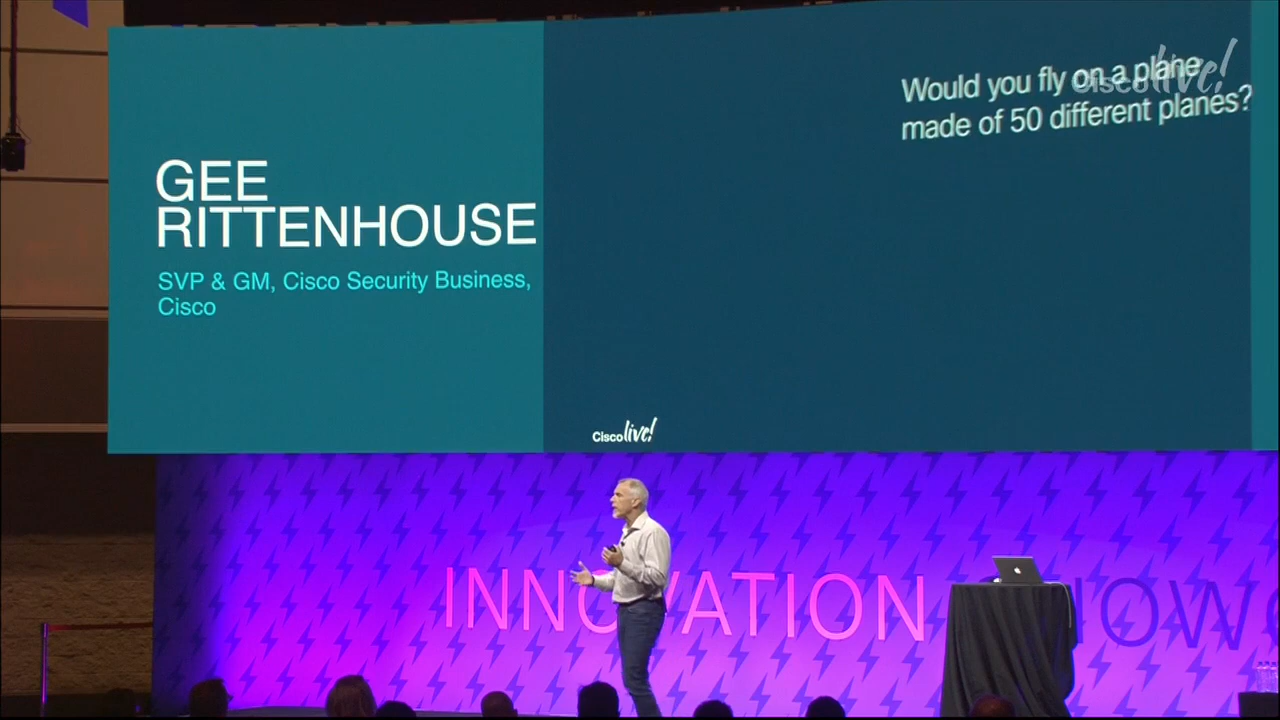 GEE
RITTENHOUSE
SVP & GM, Cisco Security Business,
Cisco
Would you fly on a plane
made of 50 different planes?
Cisco live!
Cisco live!
INNOVATION